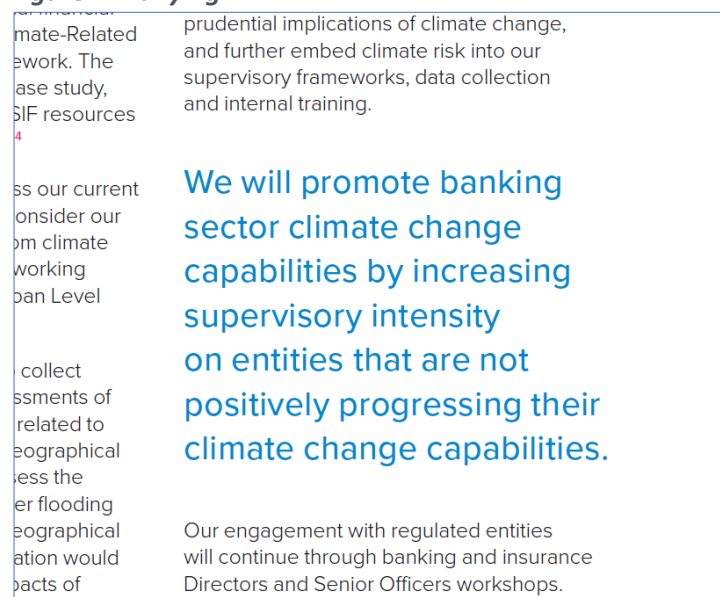 mate-Related
ework. The
ase study,
SIF resources
4
ss our current
onsider our
om climate
working
ban Level
collect
ssments of
related to
eographical
sess the
er flooding
eographical
ation would
pacts of
prudential implications of climate change,
and further embed climate risk into our
supervisory frameworks, data collection
and internal training.
We will promote banking
sector climate change
capabilities by increasing
supervisory intensity
on entities that are not
positively progressing their
climate change capabilities.
Our engagement with regulated entities
will continue through banking and insurance
Directors and Senior Officers workshops.